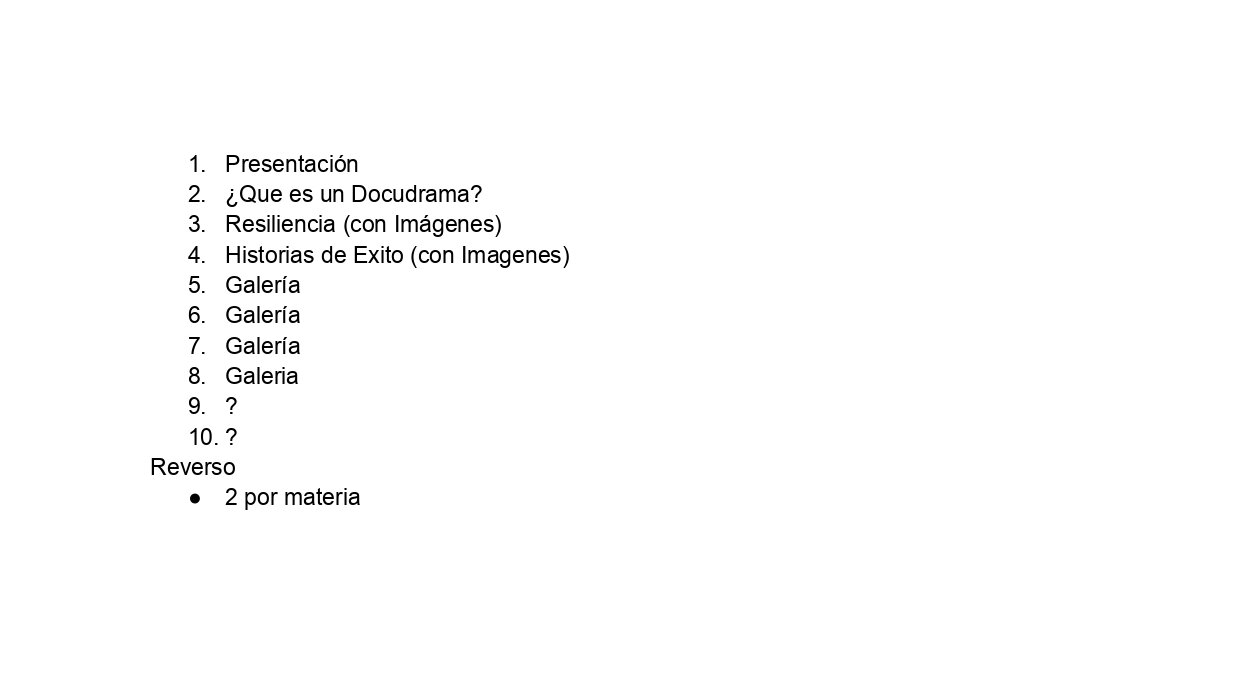 1. Presentación
2. ¿Que es un Docudrama?
3. Resiliencia (con Imágenes)
4. Historias de Exito (con Imagenes)
5. Galería
6. Galería
7. Galería
8. Galeria
9. ?
10. ?
Reverso
● 2 por materia